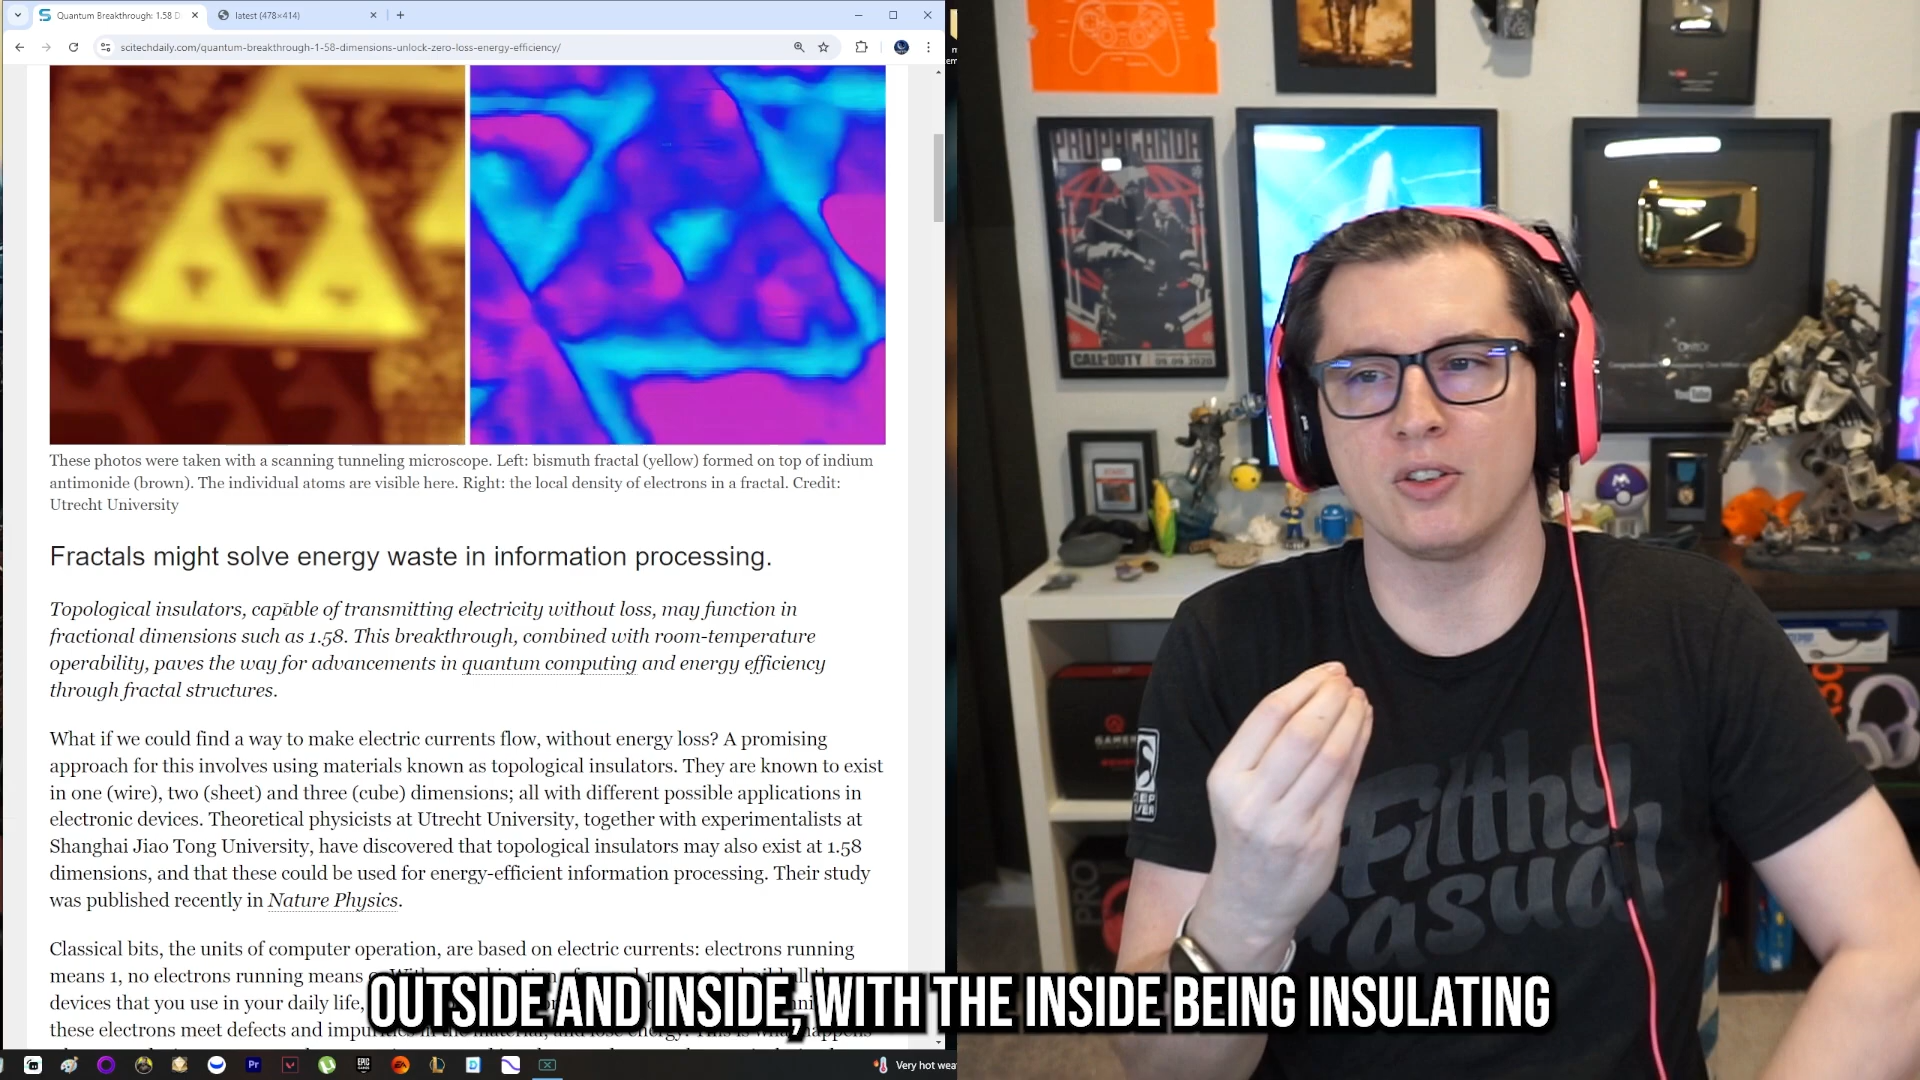 Quantum Breakthrough: 1.58 D
latest (478×414)
scitechdaily.com/quantum-breakthrough-1-58-dimensions-unlock-zero-loss-energy-efficiency/
These photos were taken with a scanning tunneling microscope. Left: bismuth fractal (yellow) formed on top of indium
antimonide (brown). The individual atoms are visible here. Right: the local density of electrons in a fractal. Credit:
Utrecht University
Fractals might solve energy waste in information processing.
Topological insulators, capable of transmitting electricity without loss, may function in
fractional dimensions such as 1.58. This breakthrough, combined with room-temperature
operability, paves the way for advancements in quantum computing and energy efficiency
through fractal structures.
What if we could find a way to make electric currents flow, without energy loss? A promising
approach for this involves using materials known as topological insulators. They are known to exist
in one (wire), two (sheet) and three (cube) dimensions; all with different possible applications in
electronic devices. Theoretical physicists at Utrecht University, together with experimentalists at
Shanghai Jiao Tong University, have discovered that topological insulators may also exist at 1.58
dimensions, and that these could be used for energy-efficient information processing. Their study
was published recently in Nature Physics.
Classical bits, the units of computer operation, are based on electric currents: electrons running
means 1, no electrons running means
devices that you use in your daily life,
these electrons meet defects and
OUTSIDE AND INSIDE, WITH THE INSIDE BEING INSULATING
Pr
EPIC GAMES
EA
Very hot wea
PROPAGANDA
CALL OF DUTY
09.09.2020
YouTube
Filthy
Casual
PRO